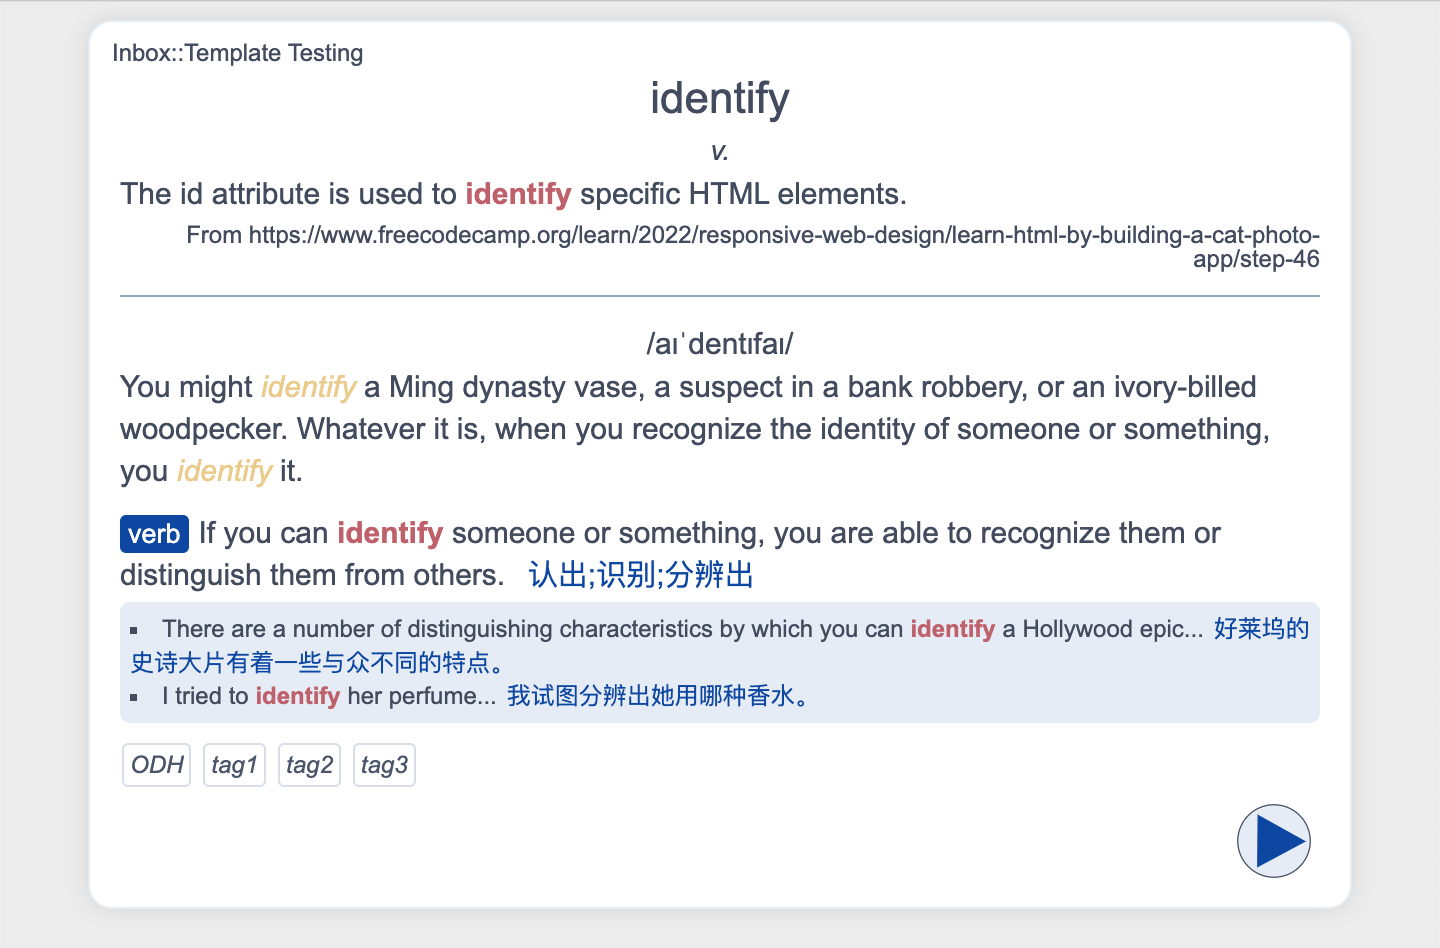 Inbox::Template Testing
identify
v.
The id attribute is used to identify specific HTML elements.
From https://www.freecodecamp.org/learn/2022/responsive-web-design/learn-html-by-building-a-cat-photo-
app/step-46
/aɪˈdentɪfaɪ/
You might identify a Ming dynasty vase, a suspect in a bank robbery, or an ivory-billed
woodpecker. Whatever it is, when you recognize the identity of someone or something,
you identify it.
verb If you can identify someone or something, you are able to recognize them or
distinguish them from others. 认出;识别;分辨出
▪ There are a number of distinguishing characteristics by which you can identify a Hollywood epic... 好莱坞的
史诗大片有着一些与众不同的特点。
▪ I tried to identify her perfume... 我试图分辨出她用哪种香水。
ODH tag1 tag2 tag3